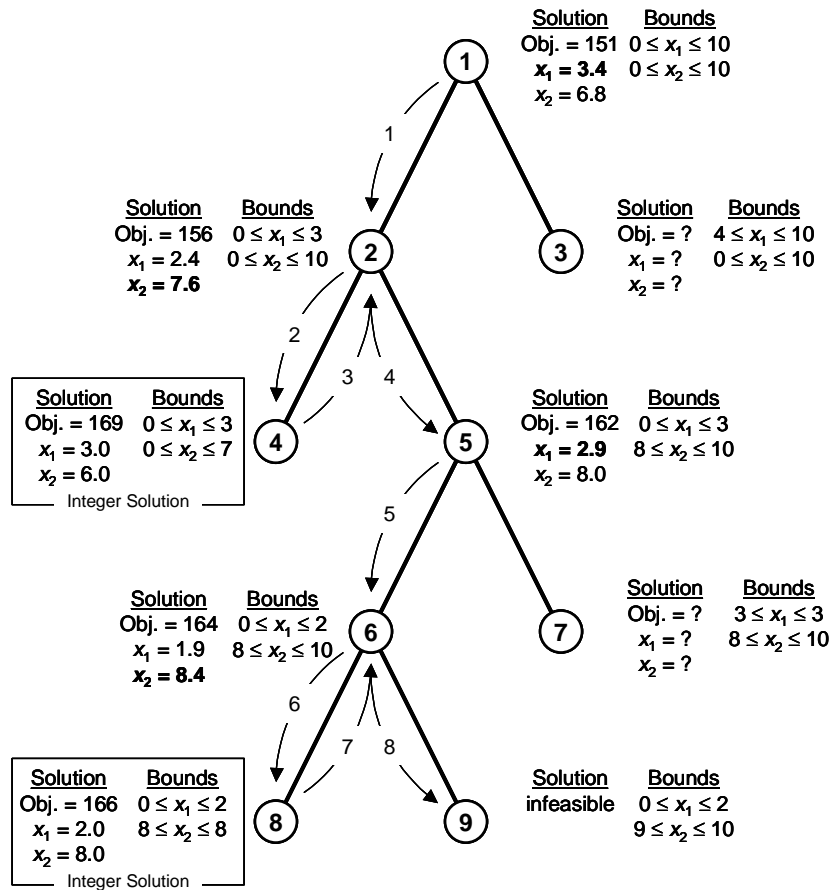 Solution Bounds
Obj. = 151 0 ≤ x₁ ≤ 10
x₁ = 3.4 0 ≤ x₂ ≤ 10
x₂ = 6.8
1
1
Solution Bounds
Obj. = 156 0 ≤ x₁ ≤ 3
x₁ = 2.4 0 ≤ x₂ ≤ 10
x₂ = 7.6
2
Solution Bounds
Obj. = ? 4 ≤ x₁ ≤ 10
x₁ = ? 0 ≤ x₂ ≤ 10
x₂ = ?
3
2
3
4
Solution Bounds
Obj. = 169 0 ≤ x₁ ≤ 3
x₁ = 3.0 0 ≤ x₂ ≤ 7
x₂ = 6.0
Integer Solution
4
Solution Bounds
Obj. = 162 0 ≤ x₁ ≤ 3
x₁ = 2.9 8 ≤ x₂ ≤ 10
x₂ = 8.0
5
5
Solution Bounds
Obj. = 164 0 ≤ x₁ ≤ 2
x₁ = 1.9 8 ≤ x₂ ≤ 10
x₂ = 8.4
6
Solution Bounds
Obj. = ? 3 ≤ x₁ ≤ 3
x₁ = ? 8 ≤ x₂ ≤ 10
x₂ = ?
7
6
7
8
Solution Bounds
Obj. = 166 0 ≤ x₁ ≤ 2
x₁ = 2.0 8 ≤ x₂ ≤ 8
x₂ = 8.0
Integer Solution
8
Solution Bounds
infeasible 0 ≤ x₁ ≤ 2
9 ≤ x₂ ≤ 10
9